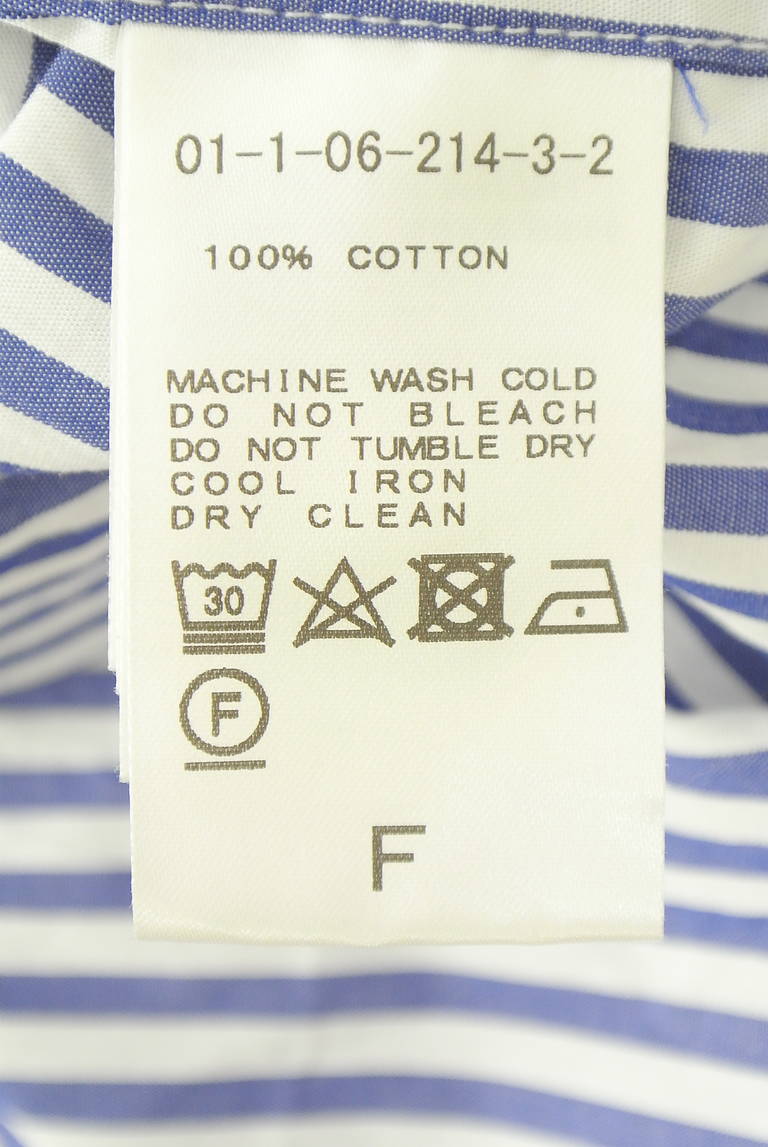 01-1-06-214-3-2
100% COTTON
MACHINE WASH COLD
DO NOT BLEACH
DO NOT TUMBLE DRY
COOL IRON
DRY CLEAN
30
F
F